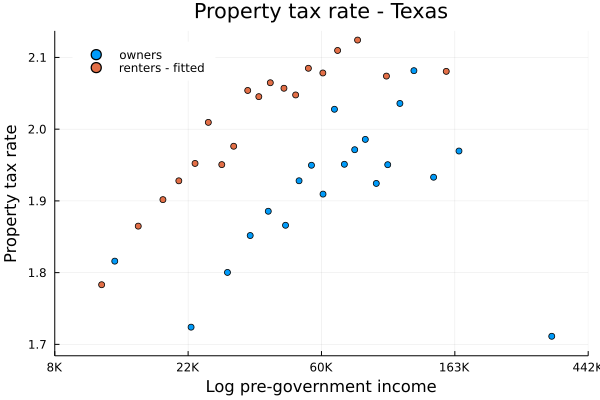 Property tax rate - Texas
owners
renters - fitted
Property tax rate
2.1
2.0
1.9
1.8
1.7
8K 22K 60K 163K 442K
Log pre-government income